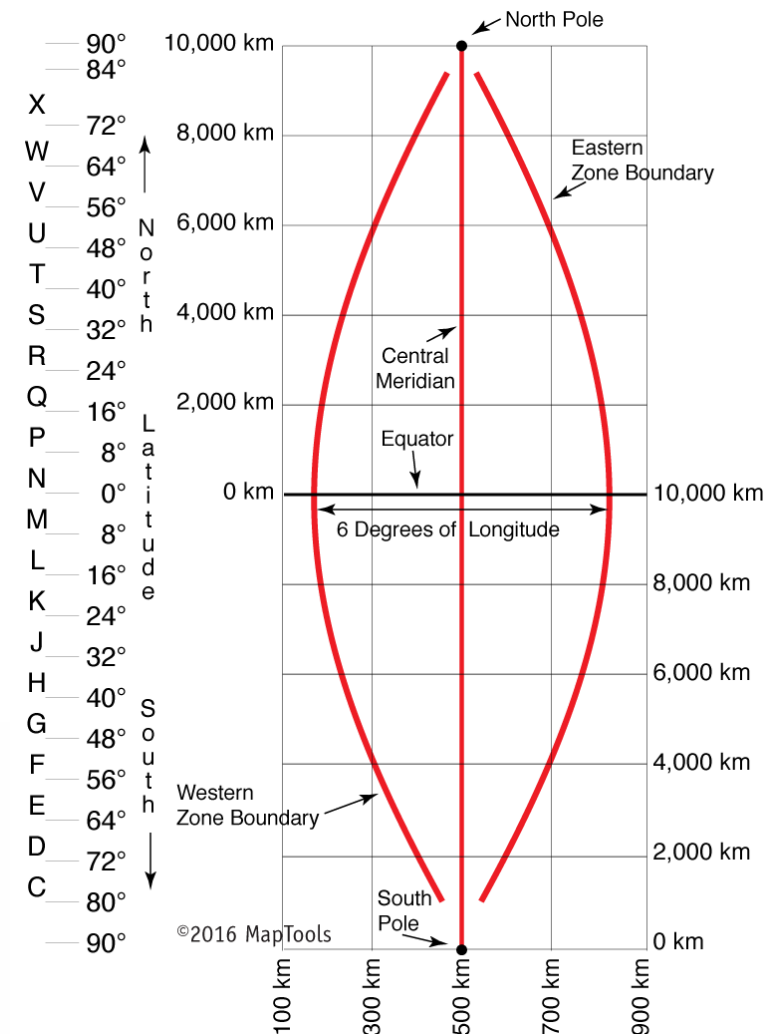 North Pole
90°
10,000 km
84°
X
72°
8,000 km
W
Eastern
Zone Boundary
64°
V
56°
6,000 km
U
48°
T
40°
S
4,000 km
32°
R
Central
Meridian
24°
Q
2,000 km
16°
P
Equator
8°
N
0°
0 km
10,000 km
M
6 Degrees of Longitude
8°
L
16°
8,000 km
K
24°
J
32°
H
6,000 km
40°
G
48°
F
4,000 km
56°
E
Western
Zone Boundary
64°
D
72°
2,000 km
C
80°
South
Pole
90°
0 km
North
Latitude
South
©2016 MapTools
100 km
300 km
500 km
700 km
900 km